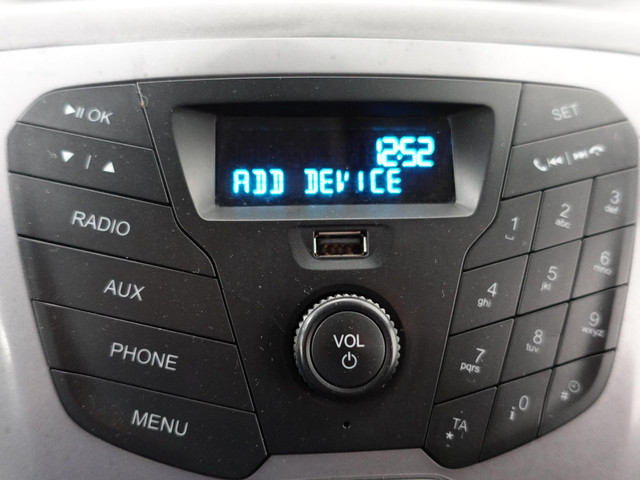 OK
SET
12:52
ADD DEVICE
RADIO
AUX
PHONE
MENU
VOL
1
2
abc
3
def
4
ghi
5
jkl
6
mno
7
pqrs
8
tuv
9
wxyz
TA
*
0
#